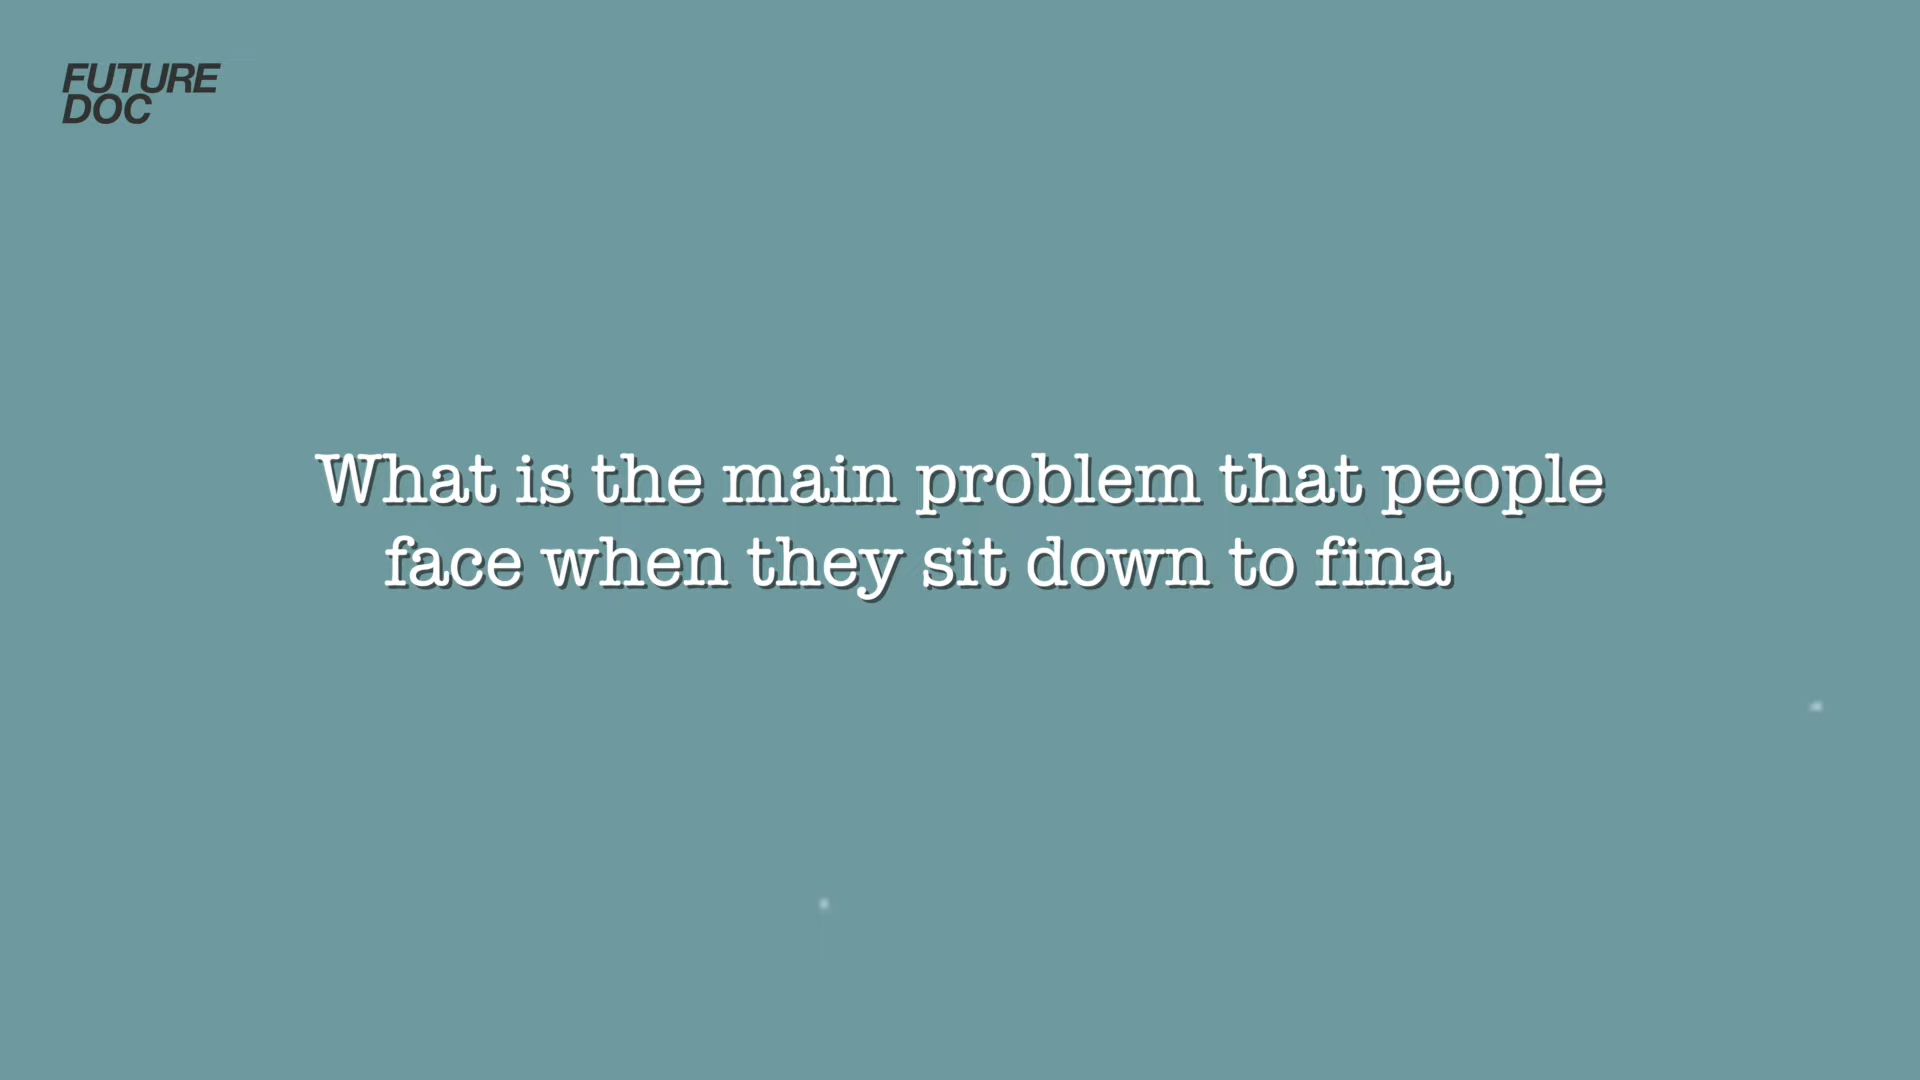 FUTURE
DOC
What is the main problem that people
face when they sit down to fina